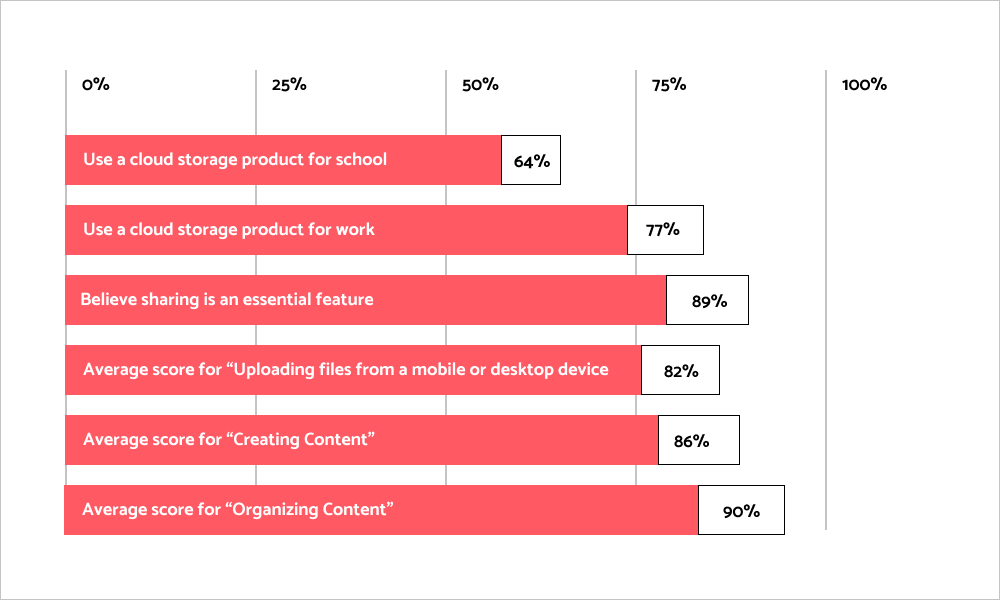 0% 25% 50% 75% 100%
Use a cloud storage product for school 64%
Use a cloud storage product for work 77%
Believe sharing is an essential feature 89%
Average score for “Uploading files from a mobile or desktop device 82%
Average score for “Creating Content” 86%
Average score for “Organizing Content” 90%